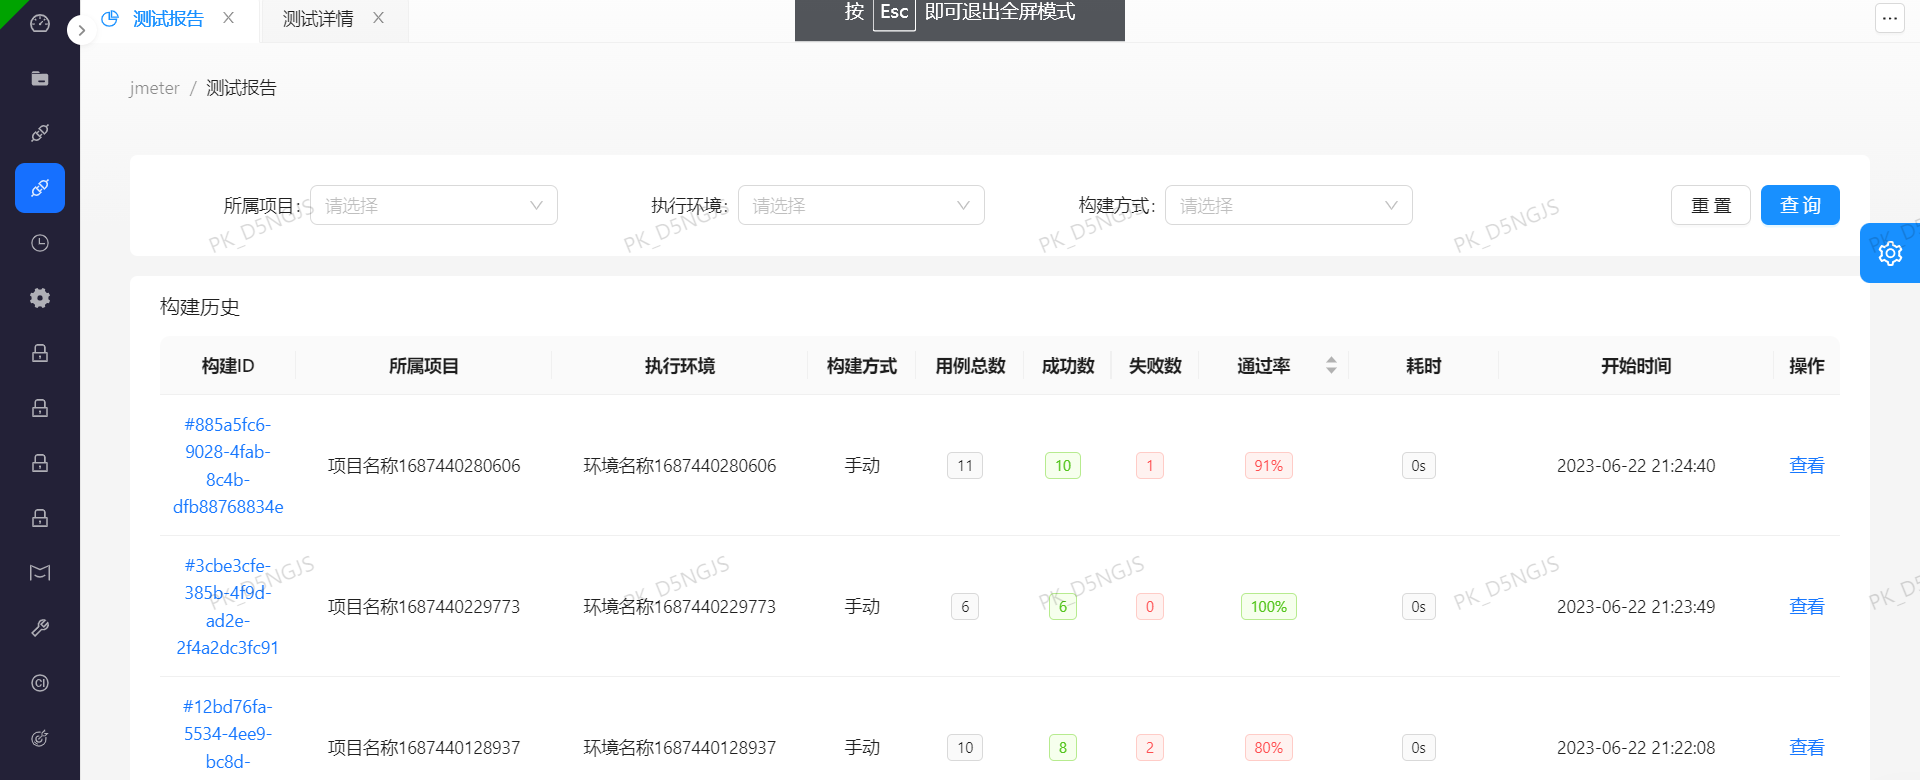 测试报告
测试详情
按 Esc 即可退出全屏模式
jmeter / 测试报告
所属项目: 请选择 执行环境: 请选择 构建方式: 请选择 重置 查询
PK_D5NGJS PK_D5NGJS PK_D5NGJS PK_D5NGJS
构建历史
构建ID 所属项目 执行环境 构建方式 用例总数 成功数 失败数 通过率 耗时 开始时间 操作
#885a5fc6-
9028-4fab-
8c4b-
dfb88768834e
项目名称1687440280606 环境名称1687440280606 手动 11 10 1 91% 0s 2023-06-22 21:24:40 查看
#3cbe3cfe-
385b-4f9d-
ad2e-
2f4a2dc3fc91
项目名称1687440229773 环境名称1687440229773 手动 6 6 0 100% 0s 2023-06-22 21:23:49 查看
PK_D5NGJS PK_D5NGJS PK_D5NGJS PK_D5NGJS
#12bd76fa-
5534-4ee9-
bc8d-
项目名称1687440128937 环境名称1687440128937 手动 10 8 2 80% 0s 2023-06-22 21:22:08 查看